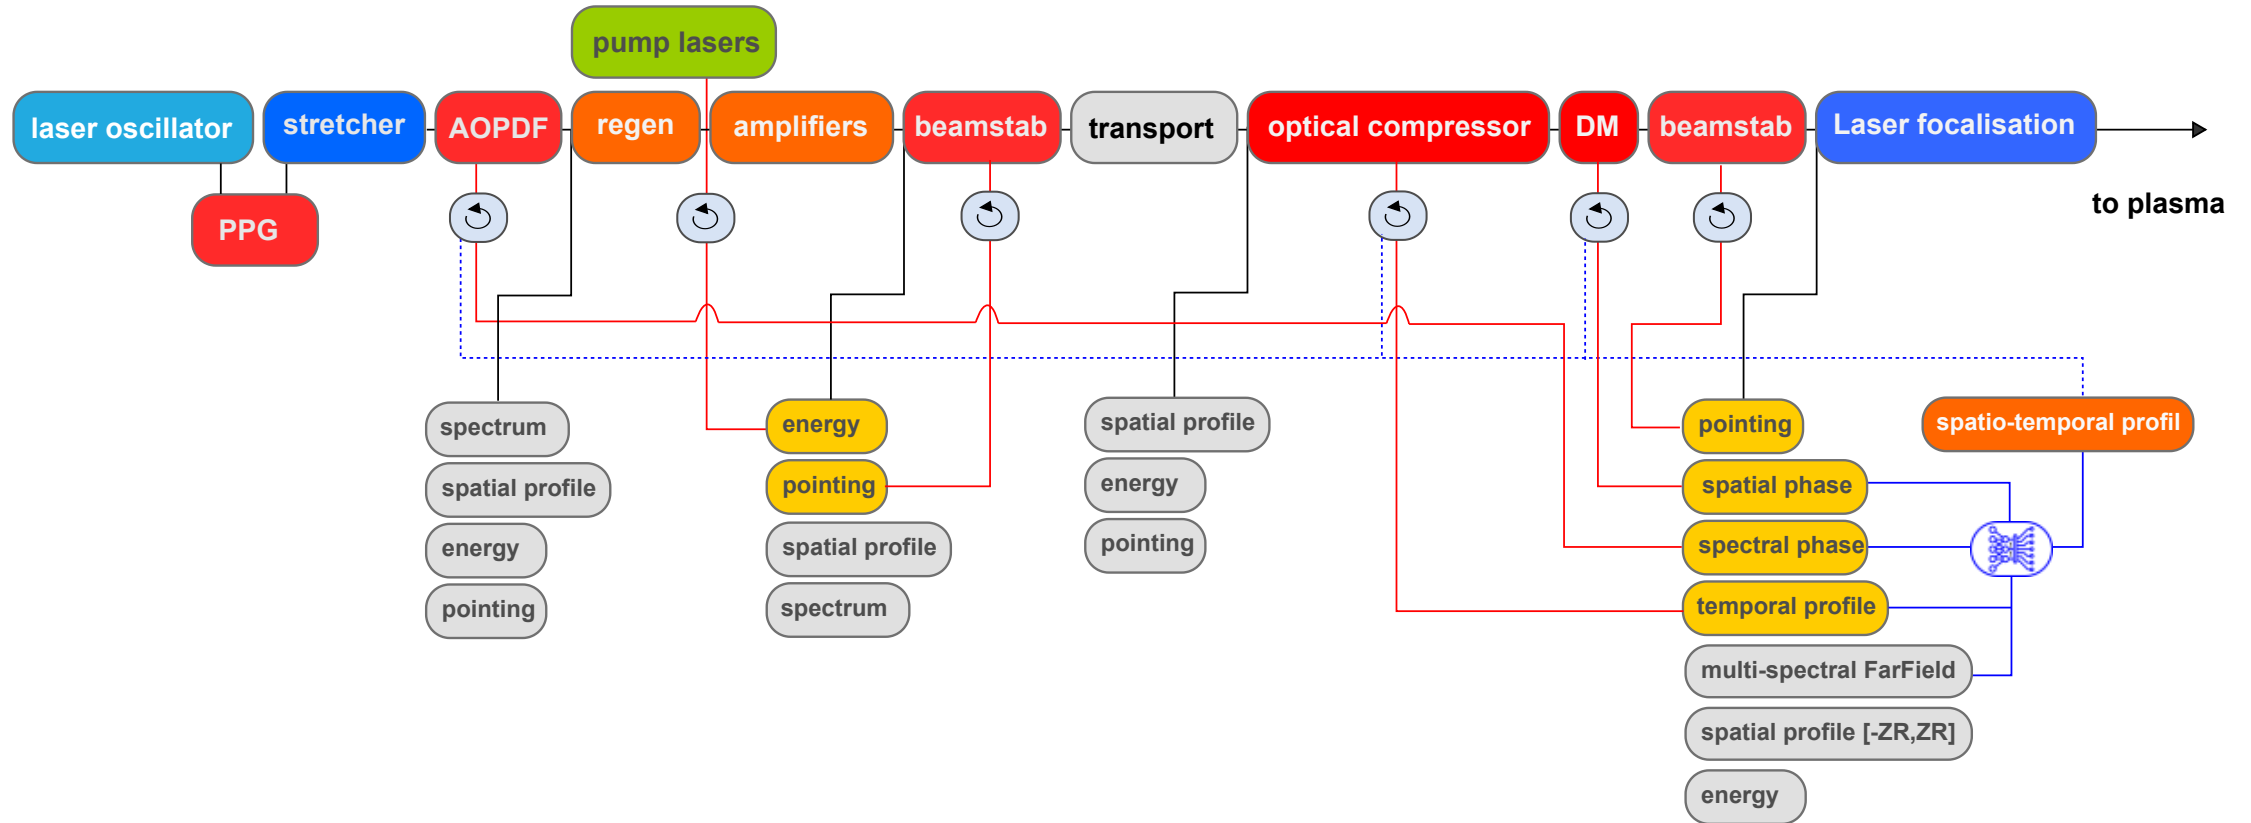 pump lasers
laser oscillator
stretcher
AOPDF
regen
amplifiers
beamstab
transport
optical compressor
DM
beamstab
Laser focalisation
PPG
to plasma
spectrum
spatial profile
energy
pointing
energy
pointing
spatial profile
spectrum
spatial profile
energy
pointing
pointing
spatial phase
spectral phase
temporal profile
multi-spectral FarField
spatial profile [-ZR,ZR]
energy
spatio-temporal profil